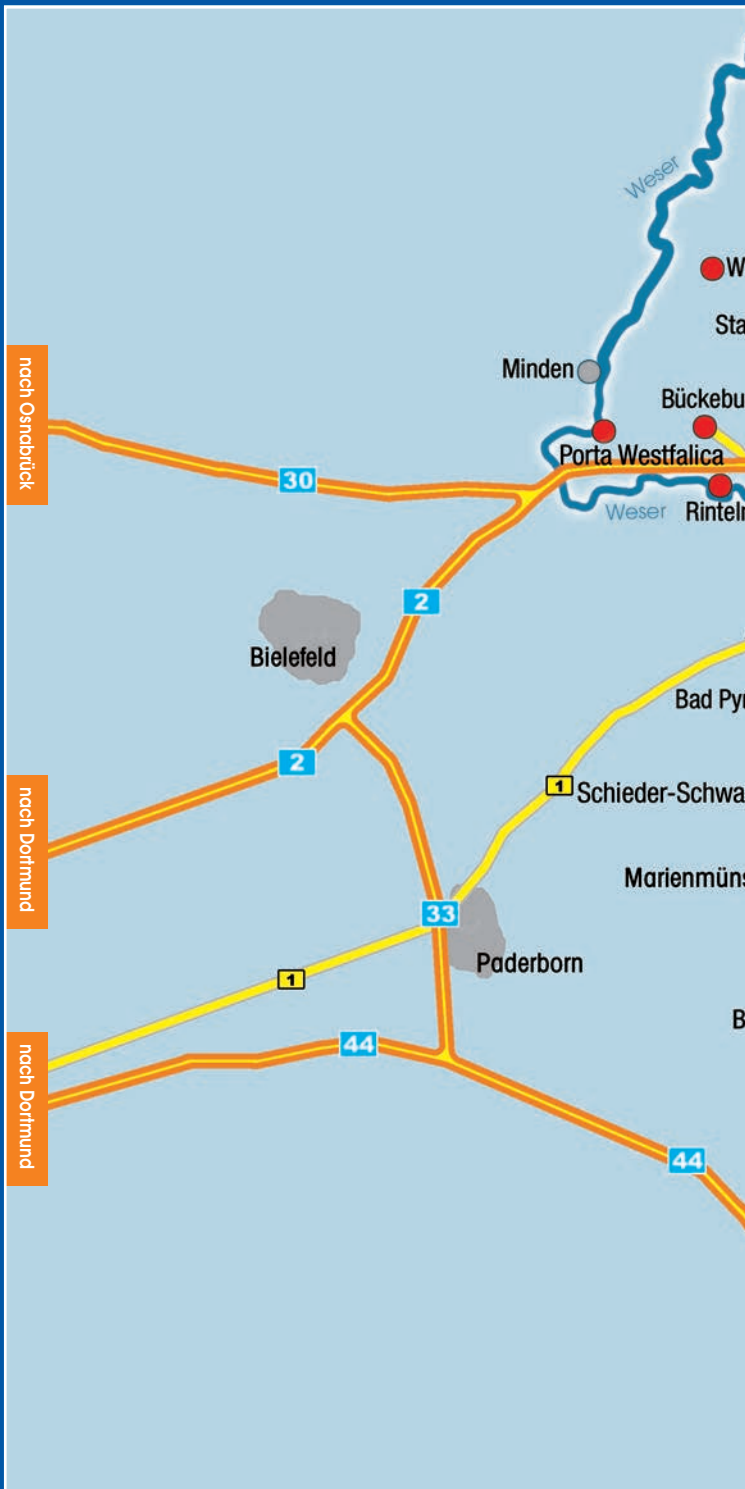 Weser
W
Sta
Minden
Bückebu
nach Osnabrück
Porta Westfalica
30
Weser
Rinteln
2
Bielefeld
Bad Pyr
2
1
Schieder-Schwa
nach Dortmund
Marienmüns
33
Paderborn
1
B
44
nach Dortmund
44